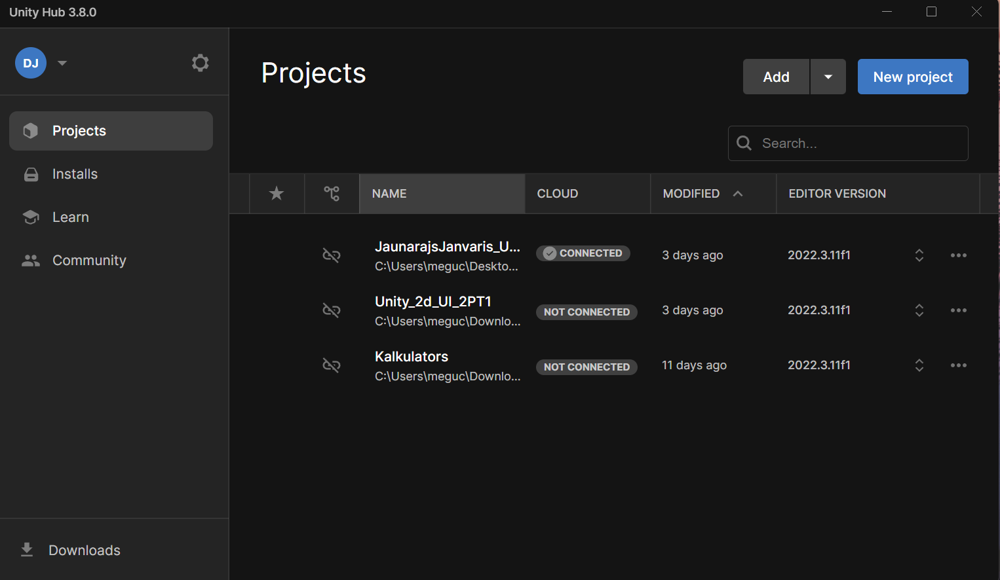 Unity Hub 3.8.0
DJ
Projects
Installs
Learn
Community
Downloads
Projects
Add
New project
Search...
NAME CLOUD MODIFIED EDITOR VERSION
JaunarajsJanvaris_U...
C:\Users\meguc\Deskto...
CONNECTED
3 days ago
2022.3.11f1
Unity_2d_UI_2PT1
C:\Users\meguc\Downlo...
NOT CONNECTED
3 days ago
2022.3.11f1
Kalkulators
C:\Users\meguc\Downlo...
NOT CONNECTED
11 days ago
2022.3.11f1